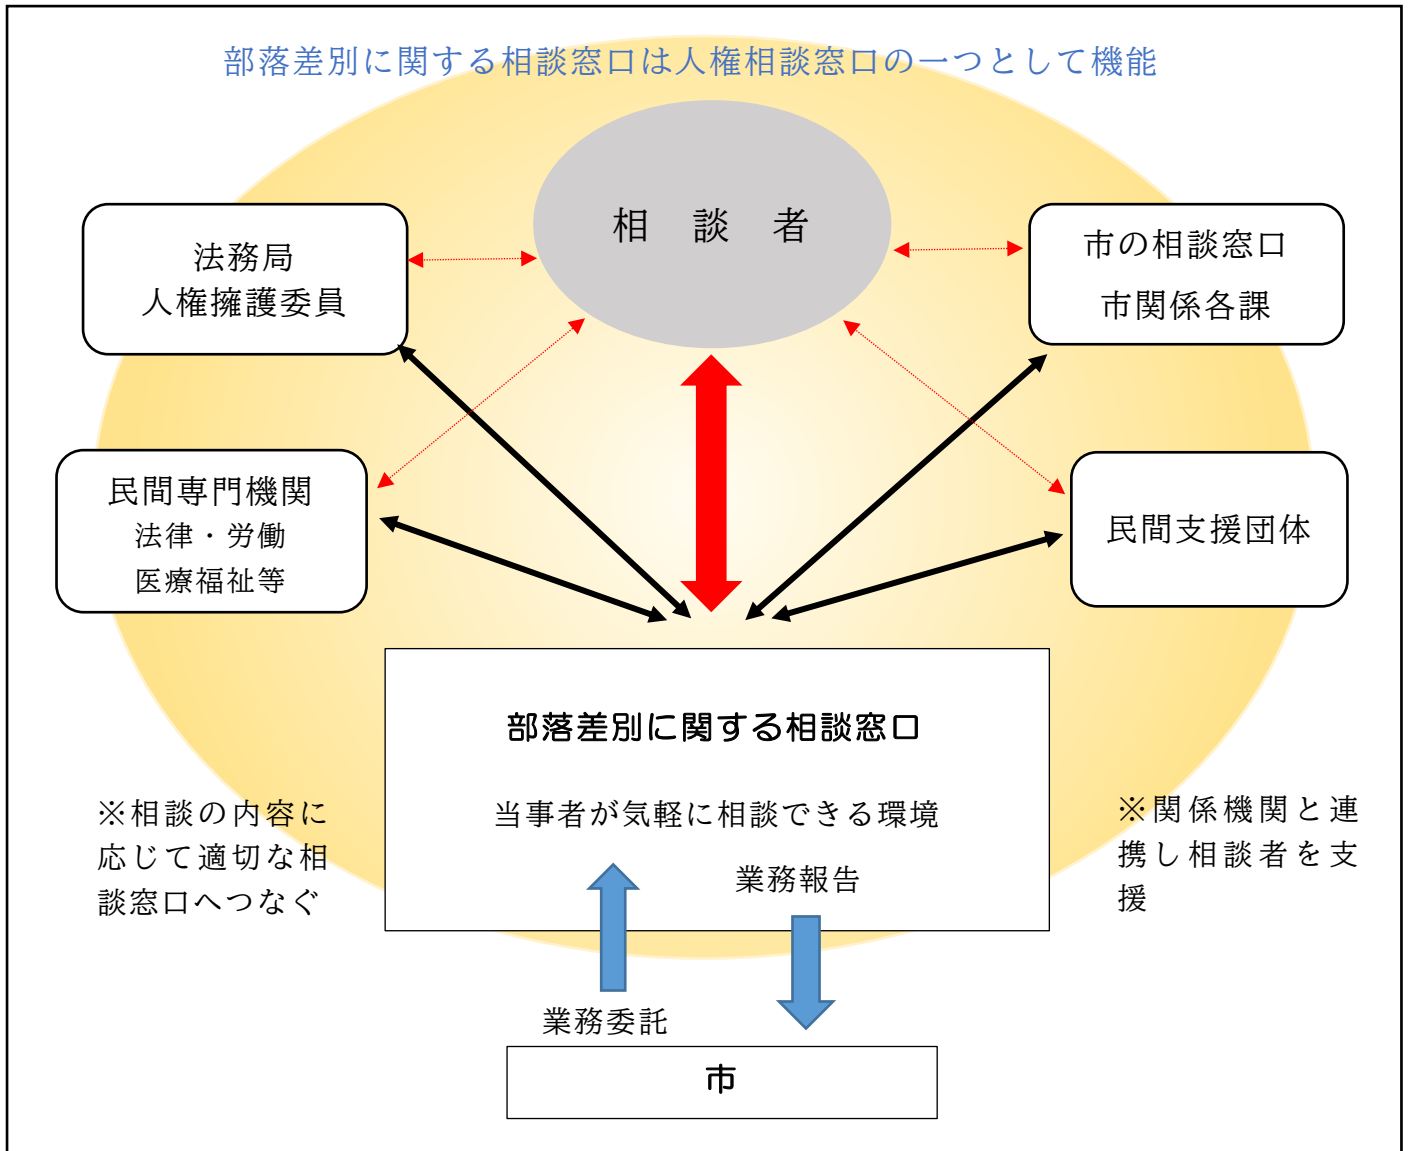 部落差別に関する相談窓口は人権相談窓口の一つとして機能
相　談　者
法務局
人権擁護委員
市の相談窓口
市関係各課
民間専門機関
法律・労働
医療福祉等
民間支援団体
部落差別に関する相談窓口
当事者が気軽に相談できる環境
※相談の内容に
応じて適切な相
談窓口へつなぐ
※関係機関と連
携し相談者を支
援
業務報告
業務委託
市